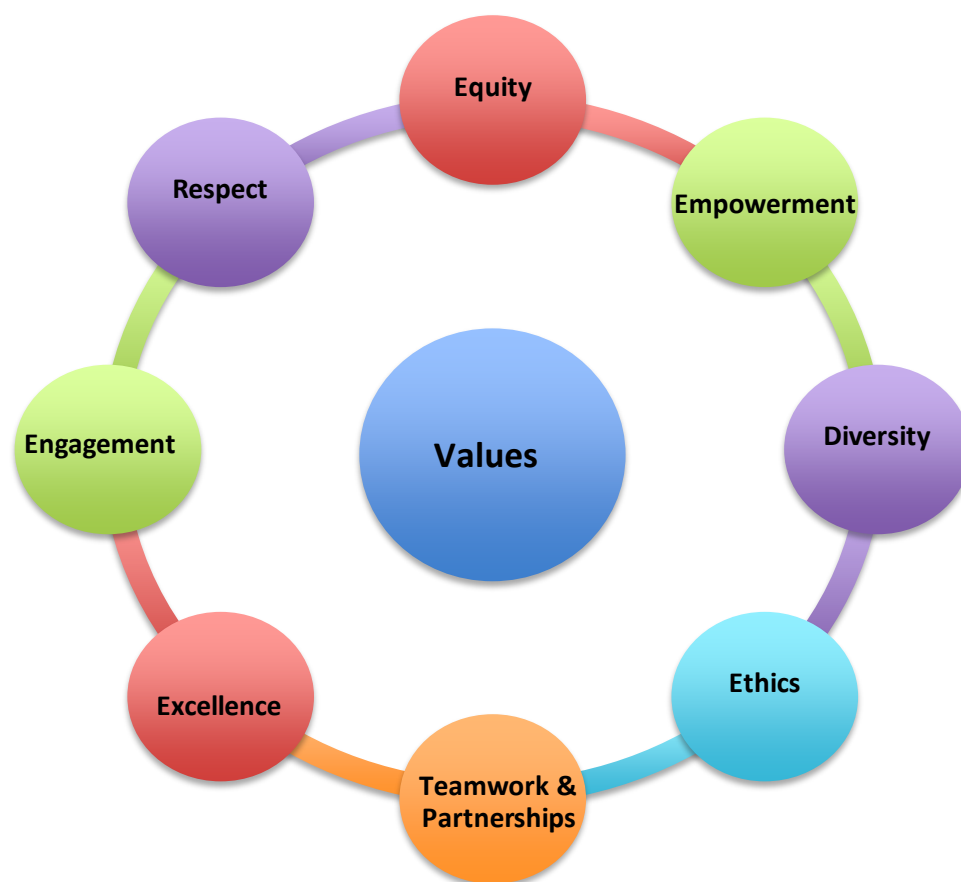 Equity
Respect
Empowerment
Engagement
Values
Diversity
Excellence
Ethics
Teamwork &
Partnerships